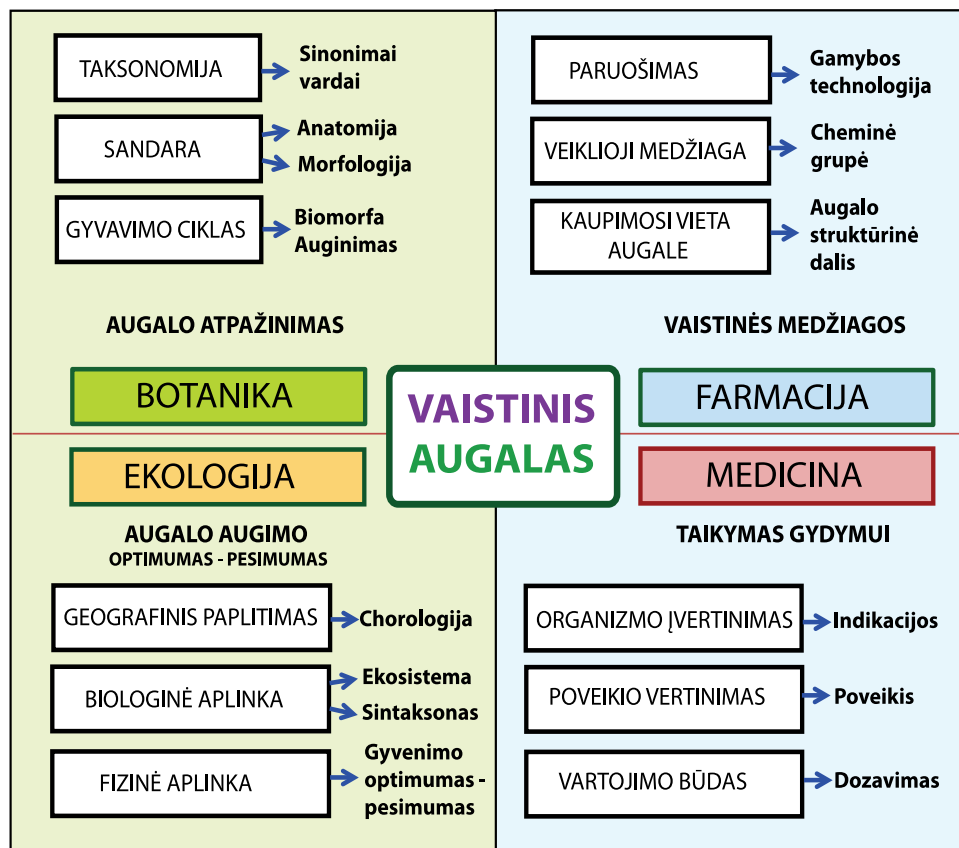 TAKSONOMIJA
Sinonimai
vardai
SANDARA
Anatomija
Morfologija
GYVAVIMO CIKLAS
Biomorfa
Auginimas
AUGALO ATPAŽINIMAS
BOTANIKA
PARUOŠIMAS
Gamybos
technologija
VEIKLIOJI MEDŽIAGA
Cheminė
grupė
KAUPIMOSI VIETA
AUGALE
Augalo
struktūrinė
dalis
VAISTINĖS MEDŽIAGOS
FARMACIJA
VAISTINIS
AUGALAS
EKOLOGIJA
AUGALO AUGIMO
OPTIMUMAS - PESIMUMAS
GEOGRAFINIS PAPLITIMAS
Chorologija
BIOLOGINĖ APLINKA
Ekosistema
Sintaksonas
FIZINĖ APLINKA
Gyvenimo
optimumas -
pesimumas
MEDICINA
TAIKYMAS GYDYMUI
ORGANIZMO ĮVERTINIMAS
Indikacijos
POVEIKIO VERTINIMAS
Poveikis
VARTOJIMO BŪDAS
Dozavimas